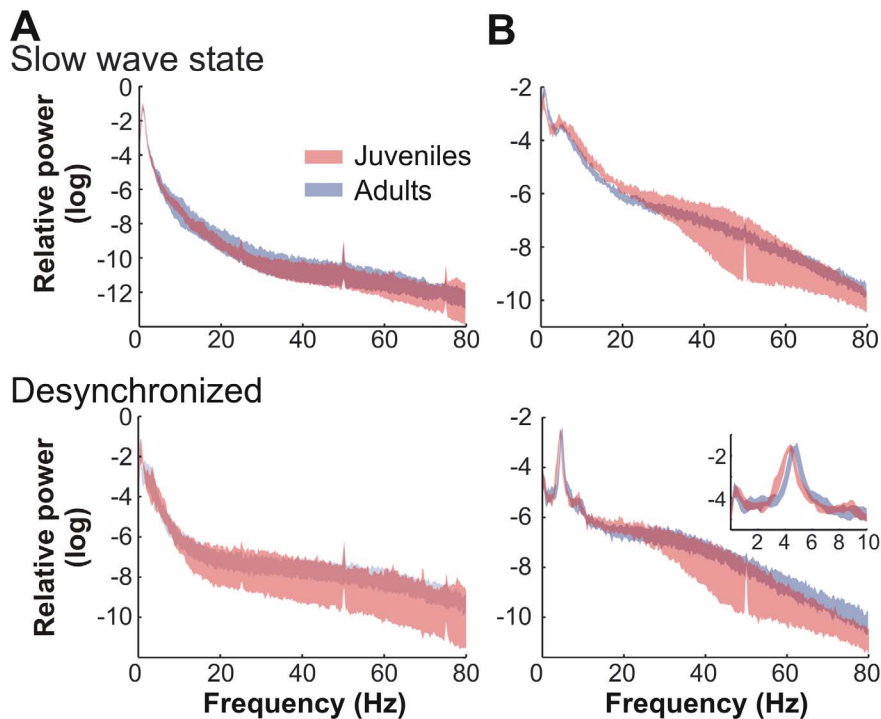 A
B
Slow wave state
0
-2
-4
-6
-8
-10
-12
Relative power
(log)
Juveniles
Adults
0 20 40 60 80
-2
-4
-6
-8
-10
0 20 40 60 80
Desynchronized
0
-2
-4
-6
-8
-10
Relative power
(log)
0 20 40 60 80
Frequency (Hz)
-2
-4
-6
-8
-10
-2
-4
2 4 6 8 10
0 20 40 60 80
Frequency (Hz)